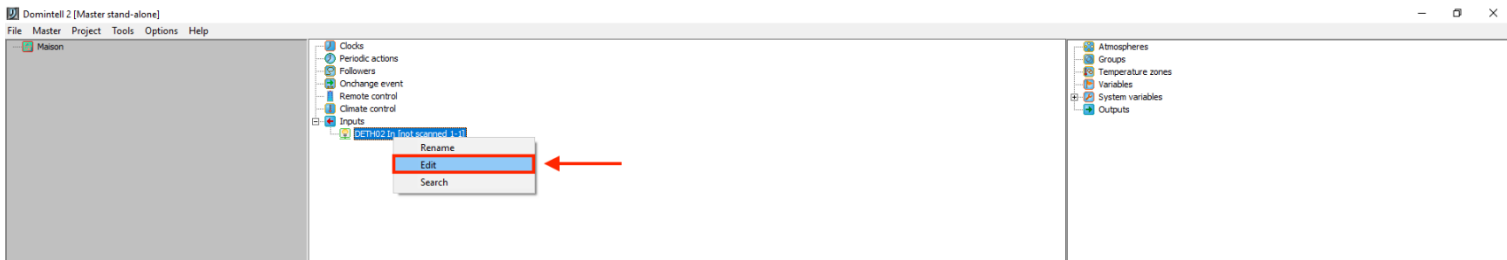 Domintell 2 [Master stand-alone]
File Master Project Tools Options Help
Maison
Clocks
Periodic actions
Followers
Onchange event
Remote control
Climate control
Inputs
DETH02 In [not scanned 1-1]
Rename
Edit
Search
Atmospheres
Groups
Temperature zones
Variables
System variables
Outputs